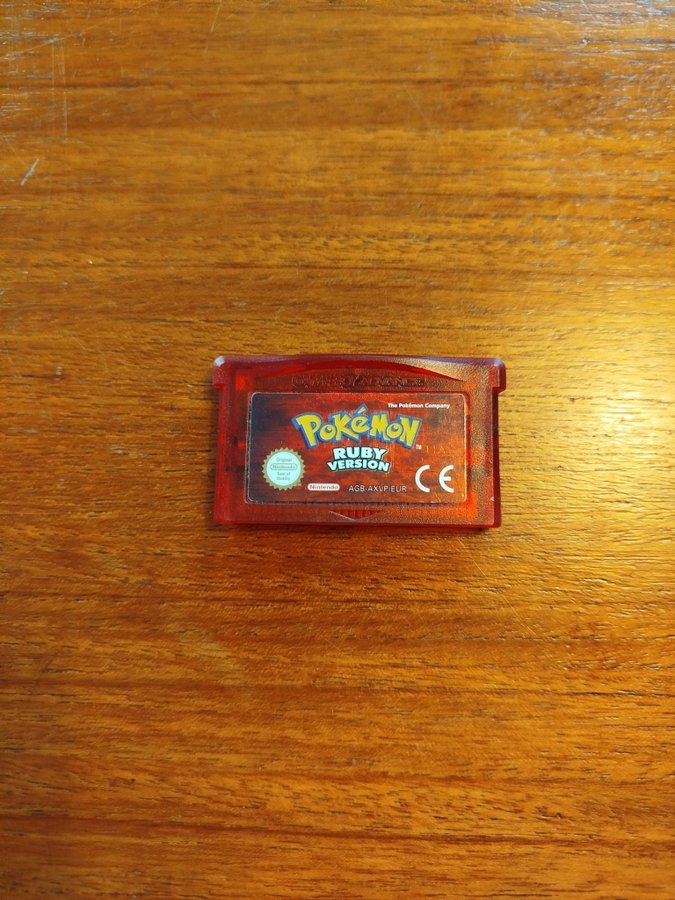 GAME BOY ADVANCE
The Pokémon Company
POKéMON
TM
RUBY
VERSION
Original
Nintendo
Seal of
Quality
Nintendo
AGB-AXVP-EUR
CE